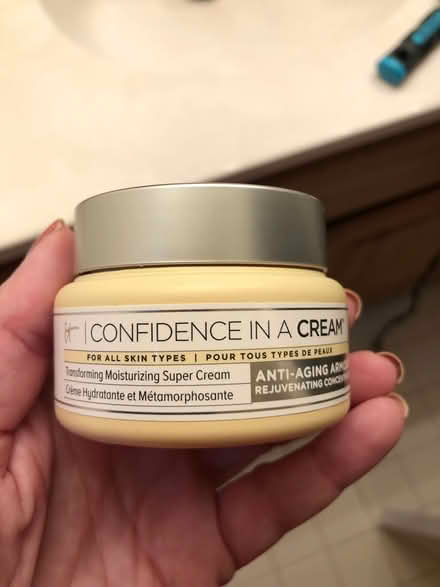 it
CONFIDENCE IN A CREAM
FOR ALL SKIN TYPES | POUR TOUS TYPES DE PEAUX
Transforming Moisturizing Super Cream
Crème Hydratante et Métamorphosante
ANTI-AGING
REJUVENATING